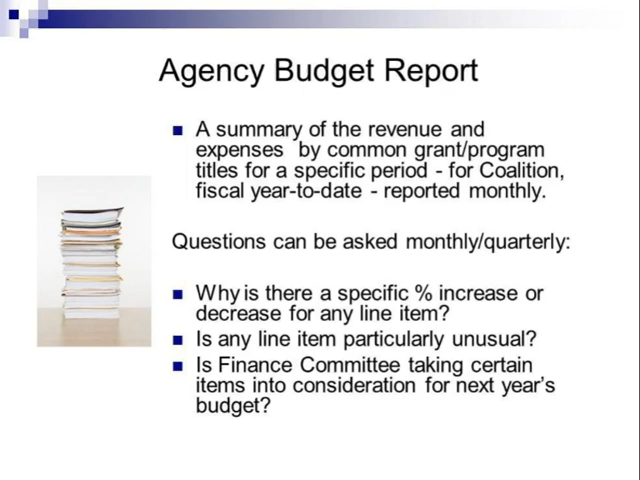 Agency Budget Report
A summary of the revenue and
expenses by common grant/program
titles for a specific period - for Coalition,
fiscal year-to-date - reported monthly.
Questions can be asked monthly/quarterly:
Why is there a specific % increase or
decrease for any line item?
Is any line item particularly unusual?
Is Finance Committee taking certain
items into consideration for next year’s
budget?